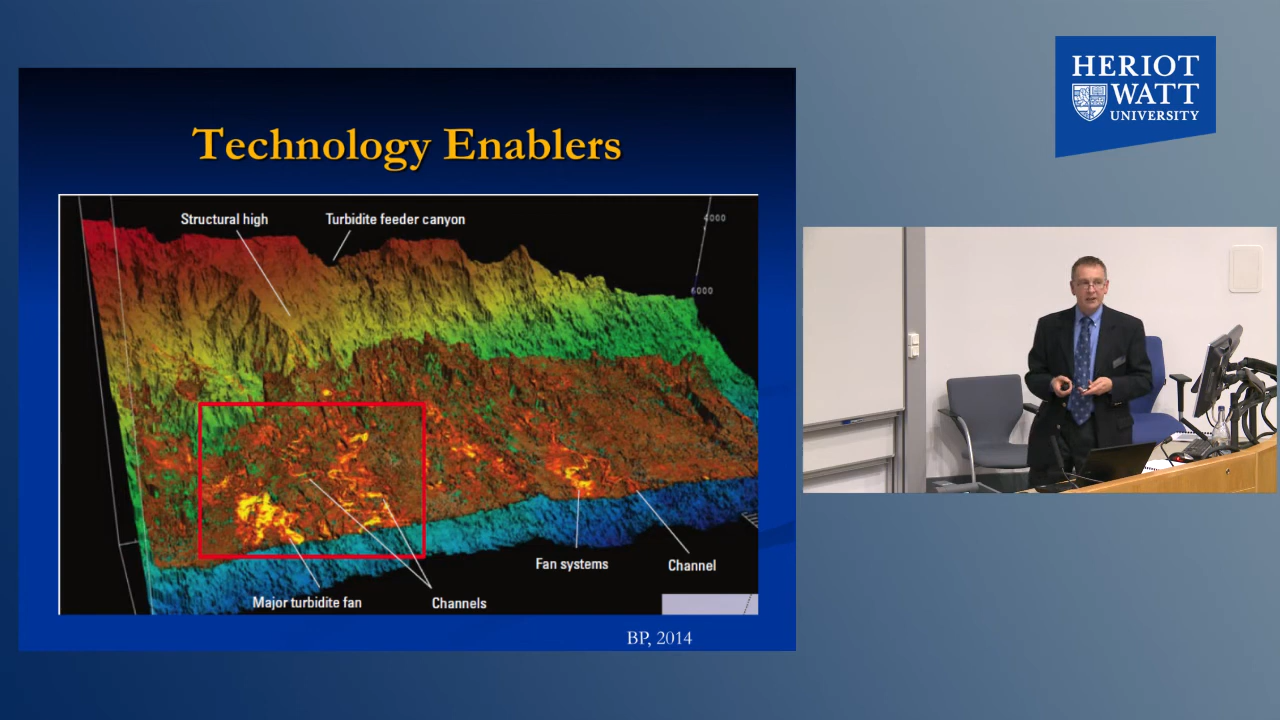 Technology Enablers
Structural high
Turbidite feeder canyon
4000
6000
Fan systems
Channel
Major turbidite fan
Channels
BP, 2014
HERIOT
WATT
UNIVERSITY